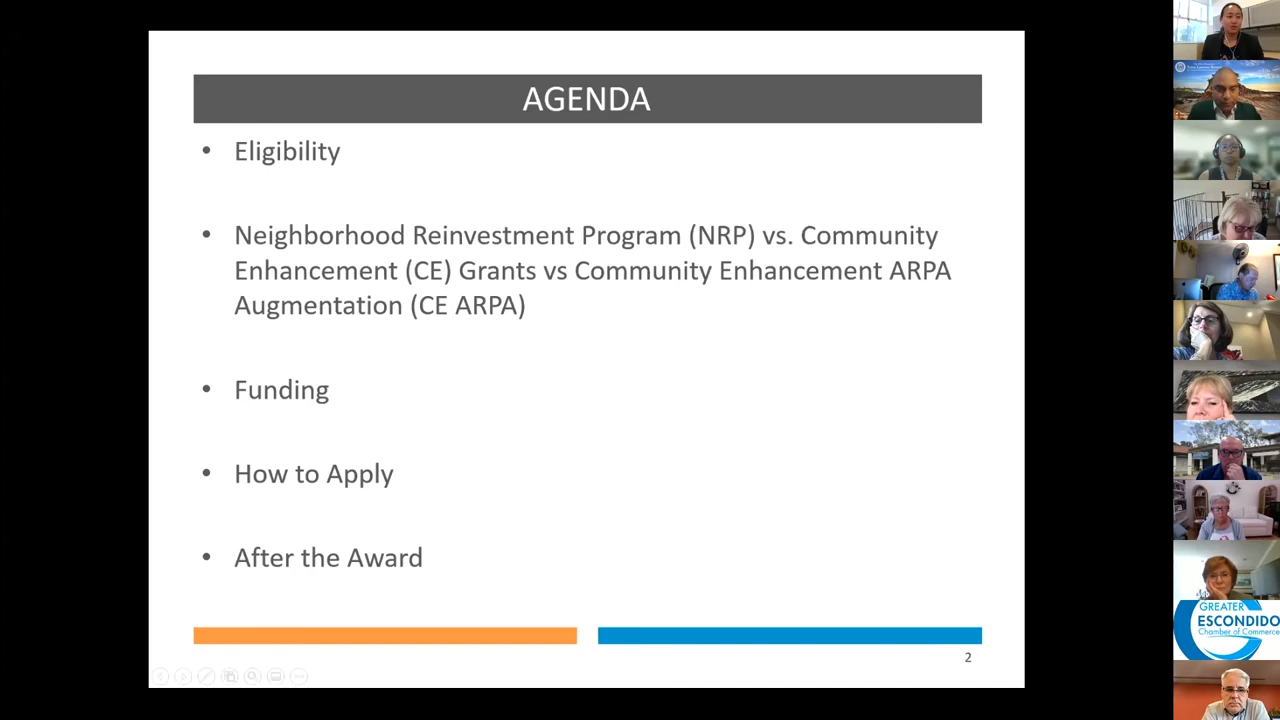 AGENDA
• Eligibility
• Neighborhood Reinvestment Program (NRP) vs. Community
Enhancement (CE) Grants vs Community Enhancement ARPA
Augmentation (CE ARPA)
• Funding
• How to Apply
• After the Award
2
GREATER
ESCONDIDO
Chamber of Commerce